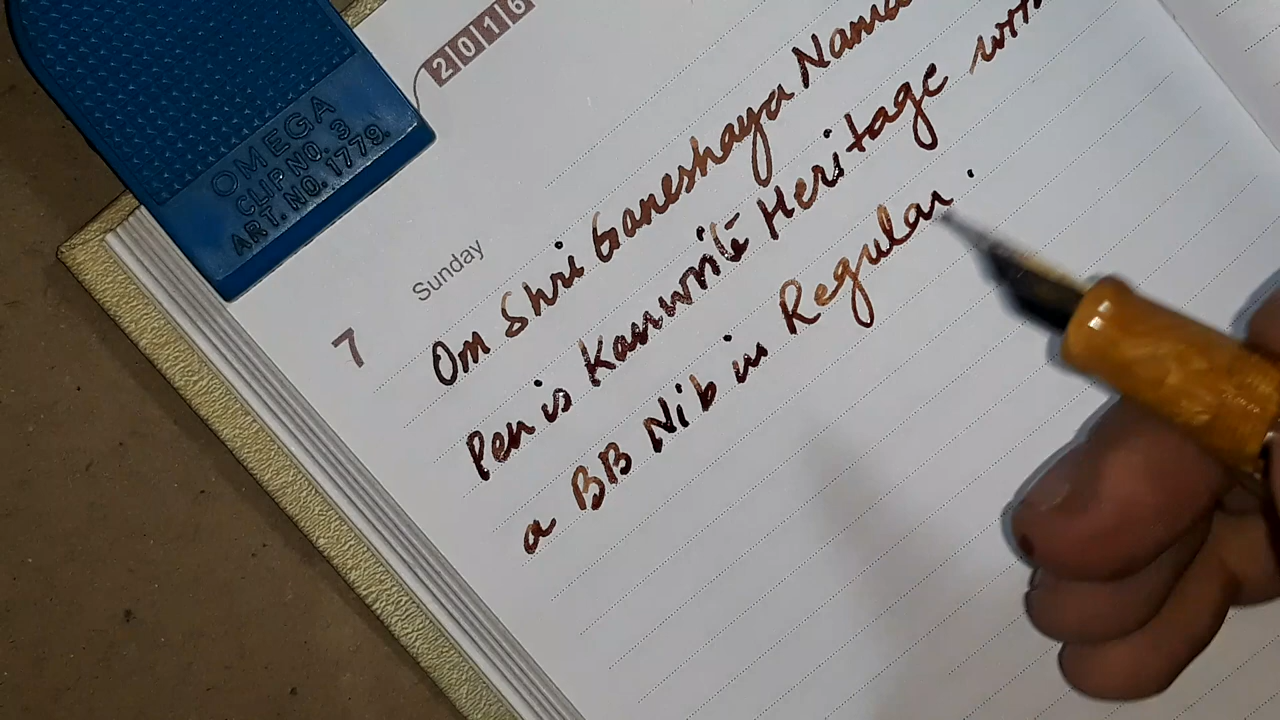 2016
OMEGA
CLIP NO. 3
ART. NO. 1779.
Sunday
7
Om Shri Ganeshaya Nama
Pen is Kanwrite Heritage with
a BB Nib in Regular.